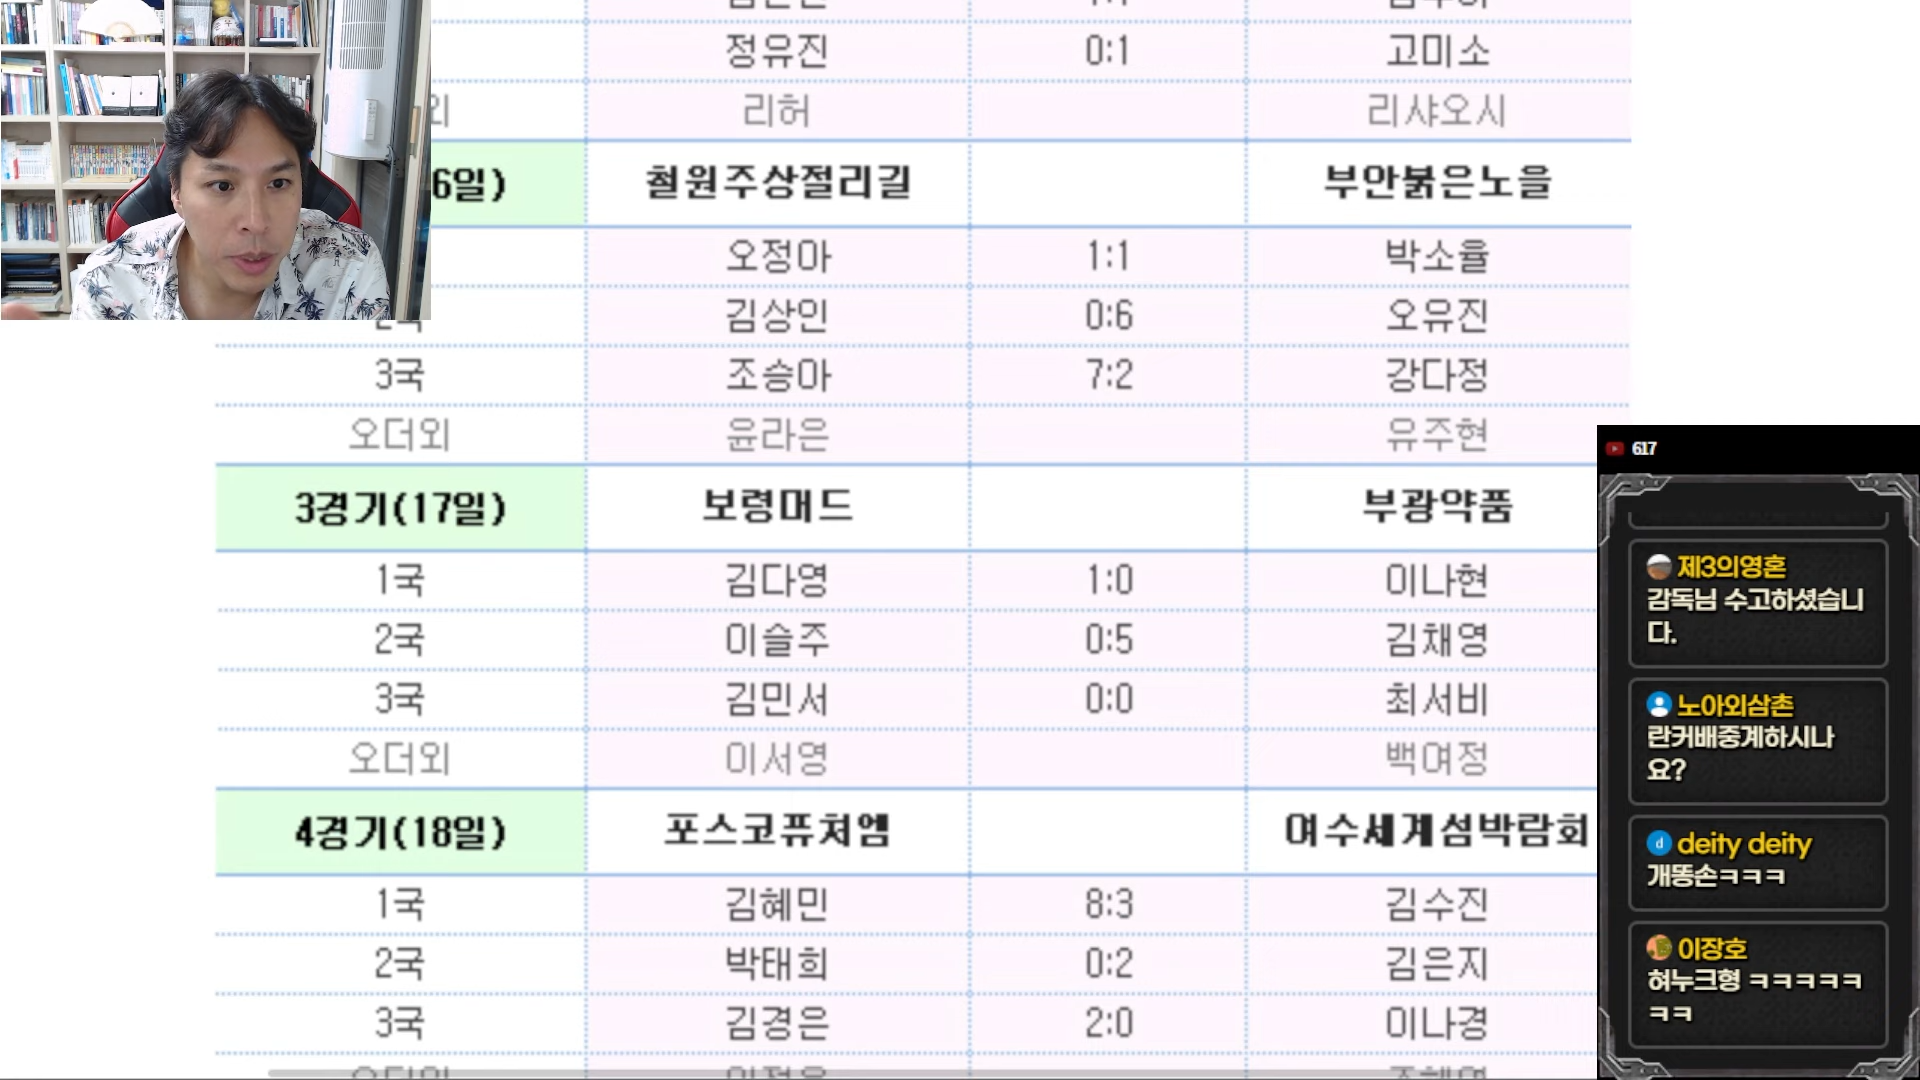 정유진 0:1 고미소
외 리허 리샤오시
6일) 철원주상절리길 부안붉은노을
오정아 1:1 박소율
2국 김상인 0:6 오유진
3국 조승아 7:2 강다정
오더외 윤라은 유주현
3경기(17일) 보령머드 부광약품
1국 김다영 1:0 이나현
2국 이슬주 0:5 김채영
3국 김민서 0:0 최서비
오더외 이서영 백여정
4경기(18일) 포스코퓨처엠 여수세계섬박람회
1국 김혜민 8:3 김수진
2국 박태희 0:2 김은지
3국 김경은 2:0 이나경
617
제3의영혼
감독님 수고하셨습니
다.
노아외삼촌
란커배중계하시나
요?
d deity deity
개똥손ㅋㅋㅋ
이장호
허누크형 ㅋㅋㅋㅋㅋ
ㅋㅋ